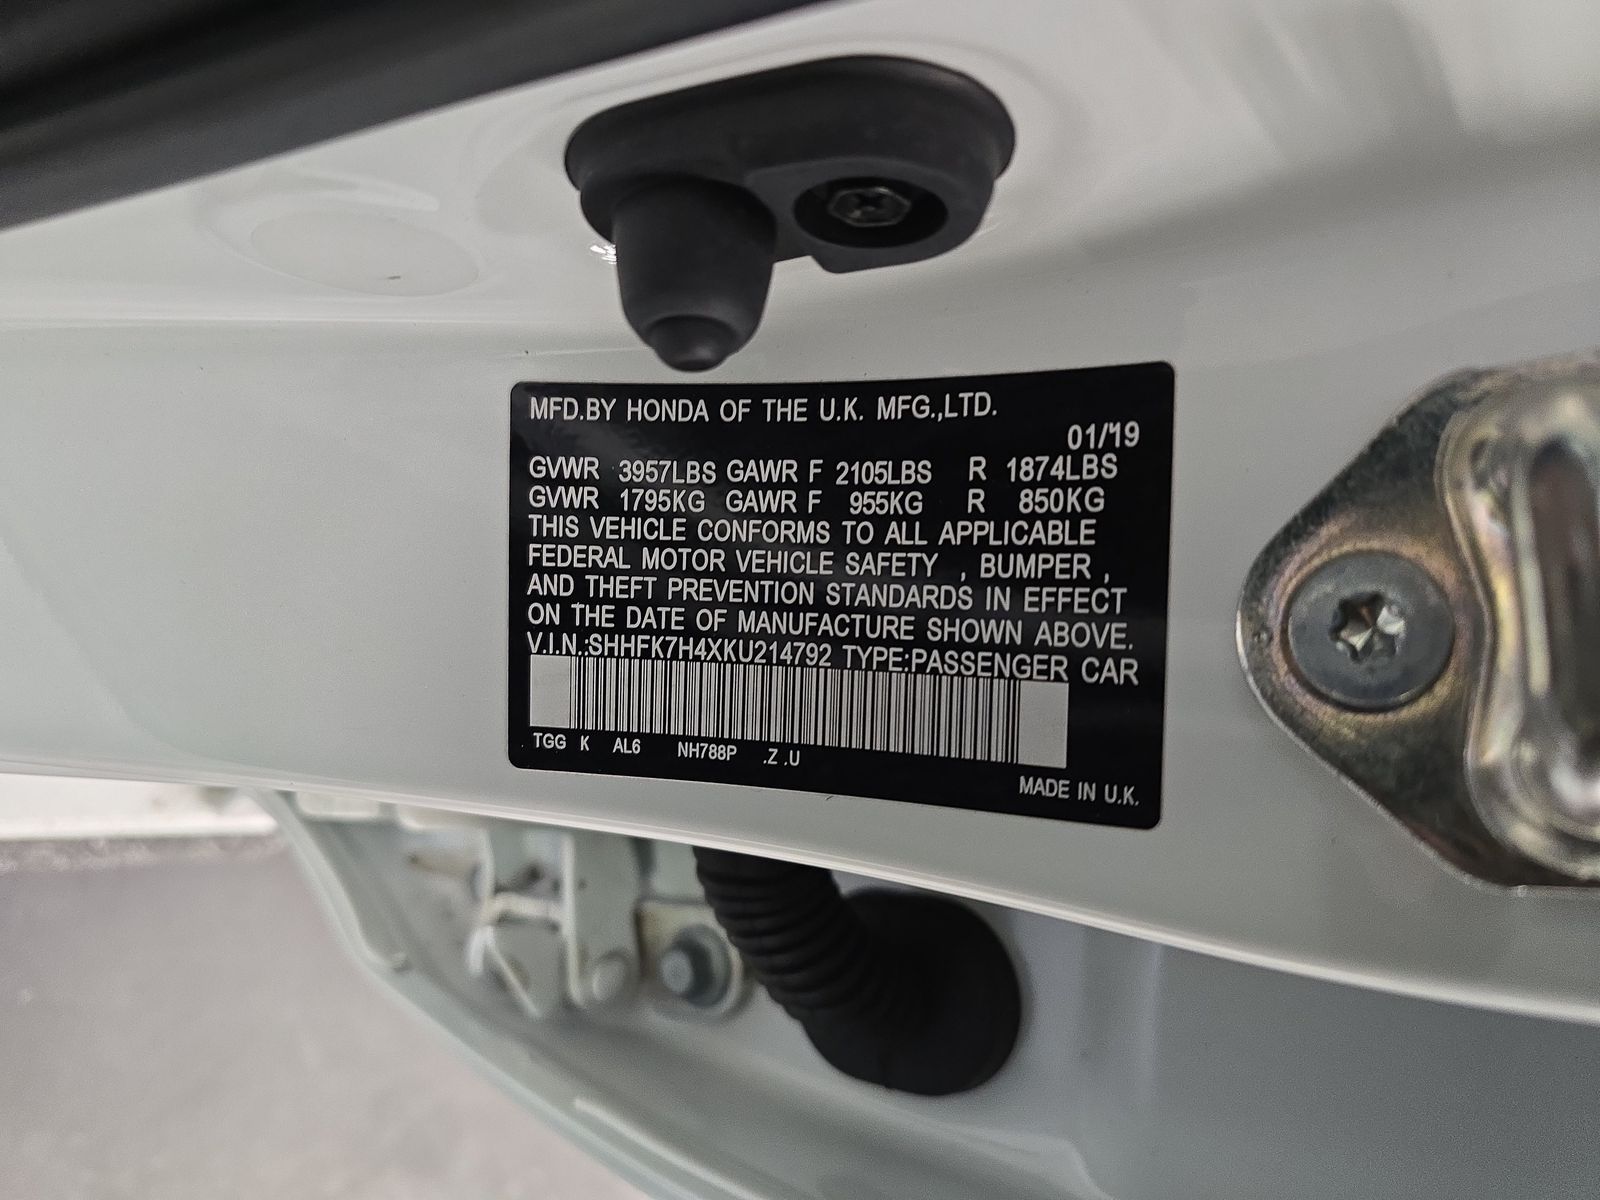 MFD.BY HONDA OF THE U.K. MFG.,LTD.
01/19
GVWR 3957LBS GAWR F 2105LBS R 1874LBS
GVWR 1795KG GAWR F 955KG R 850KG
THIS VEHICLE CONFORMS TO ALL APPLICABLE
FEDERAL MOTOR VEHICLE SAFETY , BUMPER ,
AND THEFT PREVENTION STANDARDS IN EFFECT
ON THE DATE OF MANUFACTURE SHOWN ABOVE.
V.I.N.:SHHFK7H4XKU214792 TYPE:PASSENGER CAR
TGG K AL6 NH788P .Z .U
MADE IN U.K.